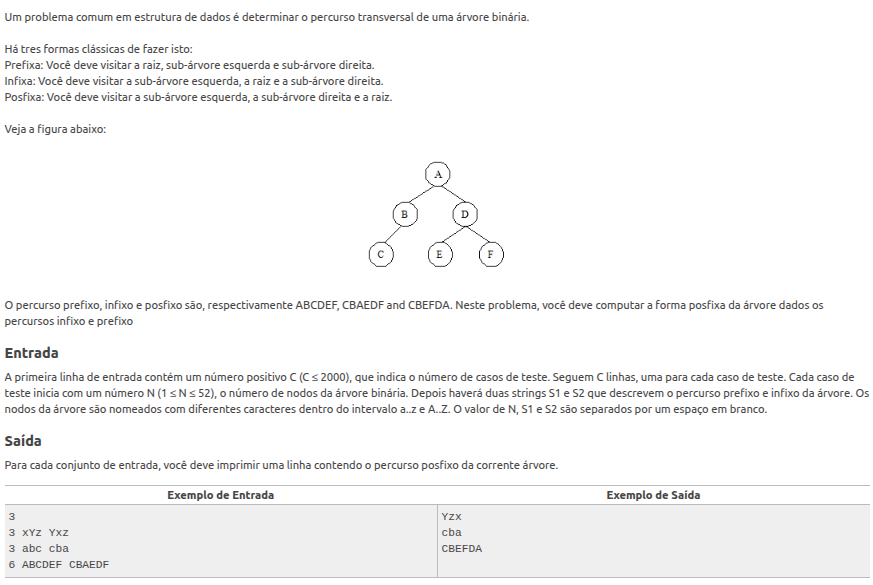 Um problema comum em estrutura de dados é determinar o percurso transversal de uma árvore binária.
Há tres formas clássicas de fazer isto:
Prefixa: Você deve visitar a raiz, sub-árvore esquerda e sub-árvore direita.
Infixa: Você deve visitar a sub-árvore esquerda, a raiz e a sub-árvore direita.
Posfixa: Você deve visitar a sub-árvore esquerda, a sub-árvore direita e a raiz.
Veja a figura abaixo:
A
B D
C E F
O percurso prefixo, infixo e posfixo são, respectivamente ABCDEF, CBAEDF and CBEFDA. Neste problema, você deve computar a forma posfixa da árvore dados os
percursos infixo e prefixo
Entrada
A primeira linha de entrada contém um número positivo C (C ≤ 2000), que indica o número de casos de teste. Seguem C linhas, uma para cada caso de teste. Cada caso de
teste inicia com um número N (1 ≤ N ≤ 52), o número de nodos da árvore binária. Depois haverá duas strings S1 e S2 que descrevem o percurso prefixo e infixo da árvore. Os
nodos da árvore são nomeados com diferentes caracteres dentro do intervalo a..z e A..Z. O valor de N, S1 e S2 são separados por um espaço em branco.
Saída
Para cada conjunto de entrada, você deve imprimir uma linha contendo o percurso posfixo da corrente árvore.
Exemplo de Entrada Exemplo de Saída
3 Yzx
3 xYz Yxz cba
3 abc cba CBEFDA
6 ABCDEF CBAEDF